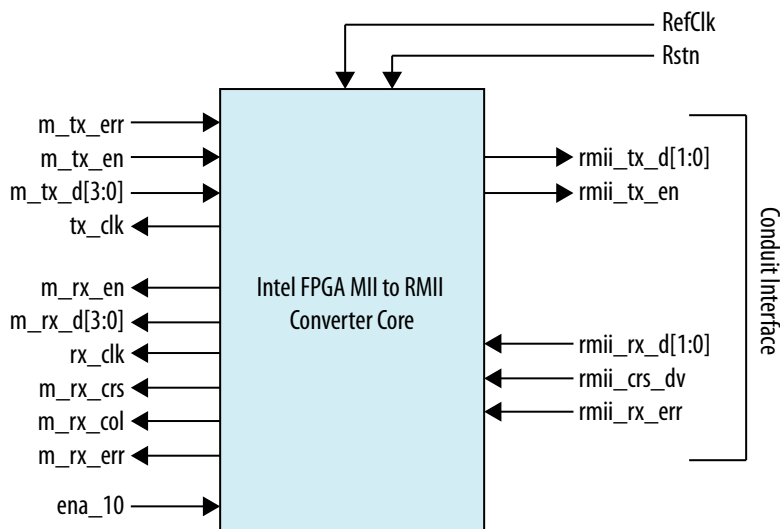 RefClk
Rstn
m_tx_err
m_tx_en
m_tx_d[3:0]
tx_clk
m_rx_en
m_rx_d[3:0]
rx_clk
m_rx_crs
m_rx_col
m_rx_err
ena_10
Intel FPGA MII to RMII
Converter Core
rmii_tx_d[1:0]
rmii_tx_en
rmii_rx_d[1:0]
rmii_crs_dv
rmii_rx_err
Conduit Interface